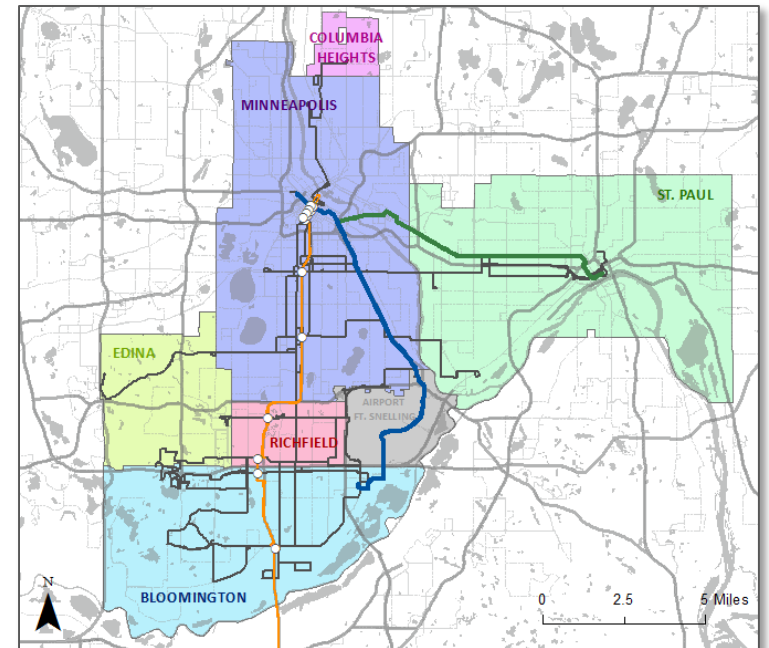 COLUMBIA
HEIGHTS
MINNEAPOLIS
ST. PAUL
EDINA
AIRPORT
FT. SNELLING
RICHFIELD
BLOOMINGTON
N
0 2.5 5 Miles